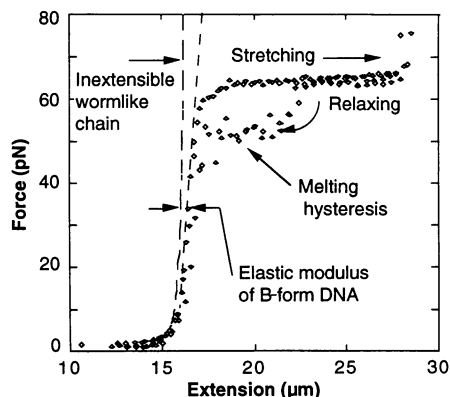 80
60
40
20
0
Force (pN)
Stretching
Inextensible
wormlike
chain
Relaxing
Melting
hysteresis
Elastic modulus
of B-form DNA
10
15
20
25
30
Extension (μm)